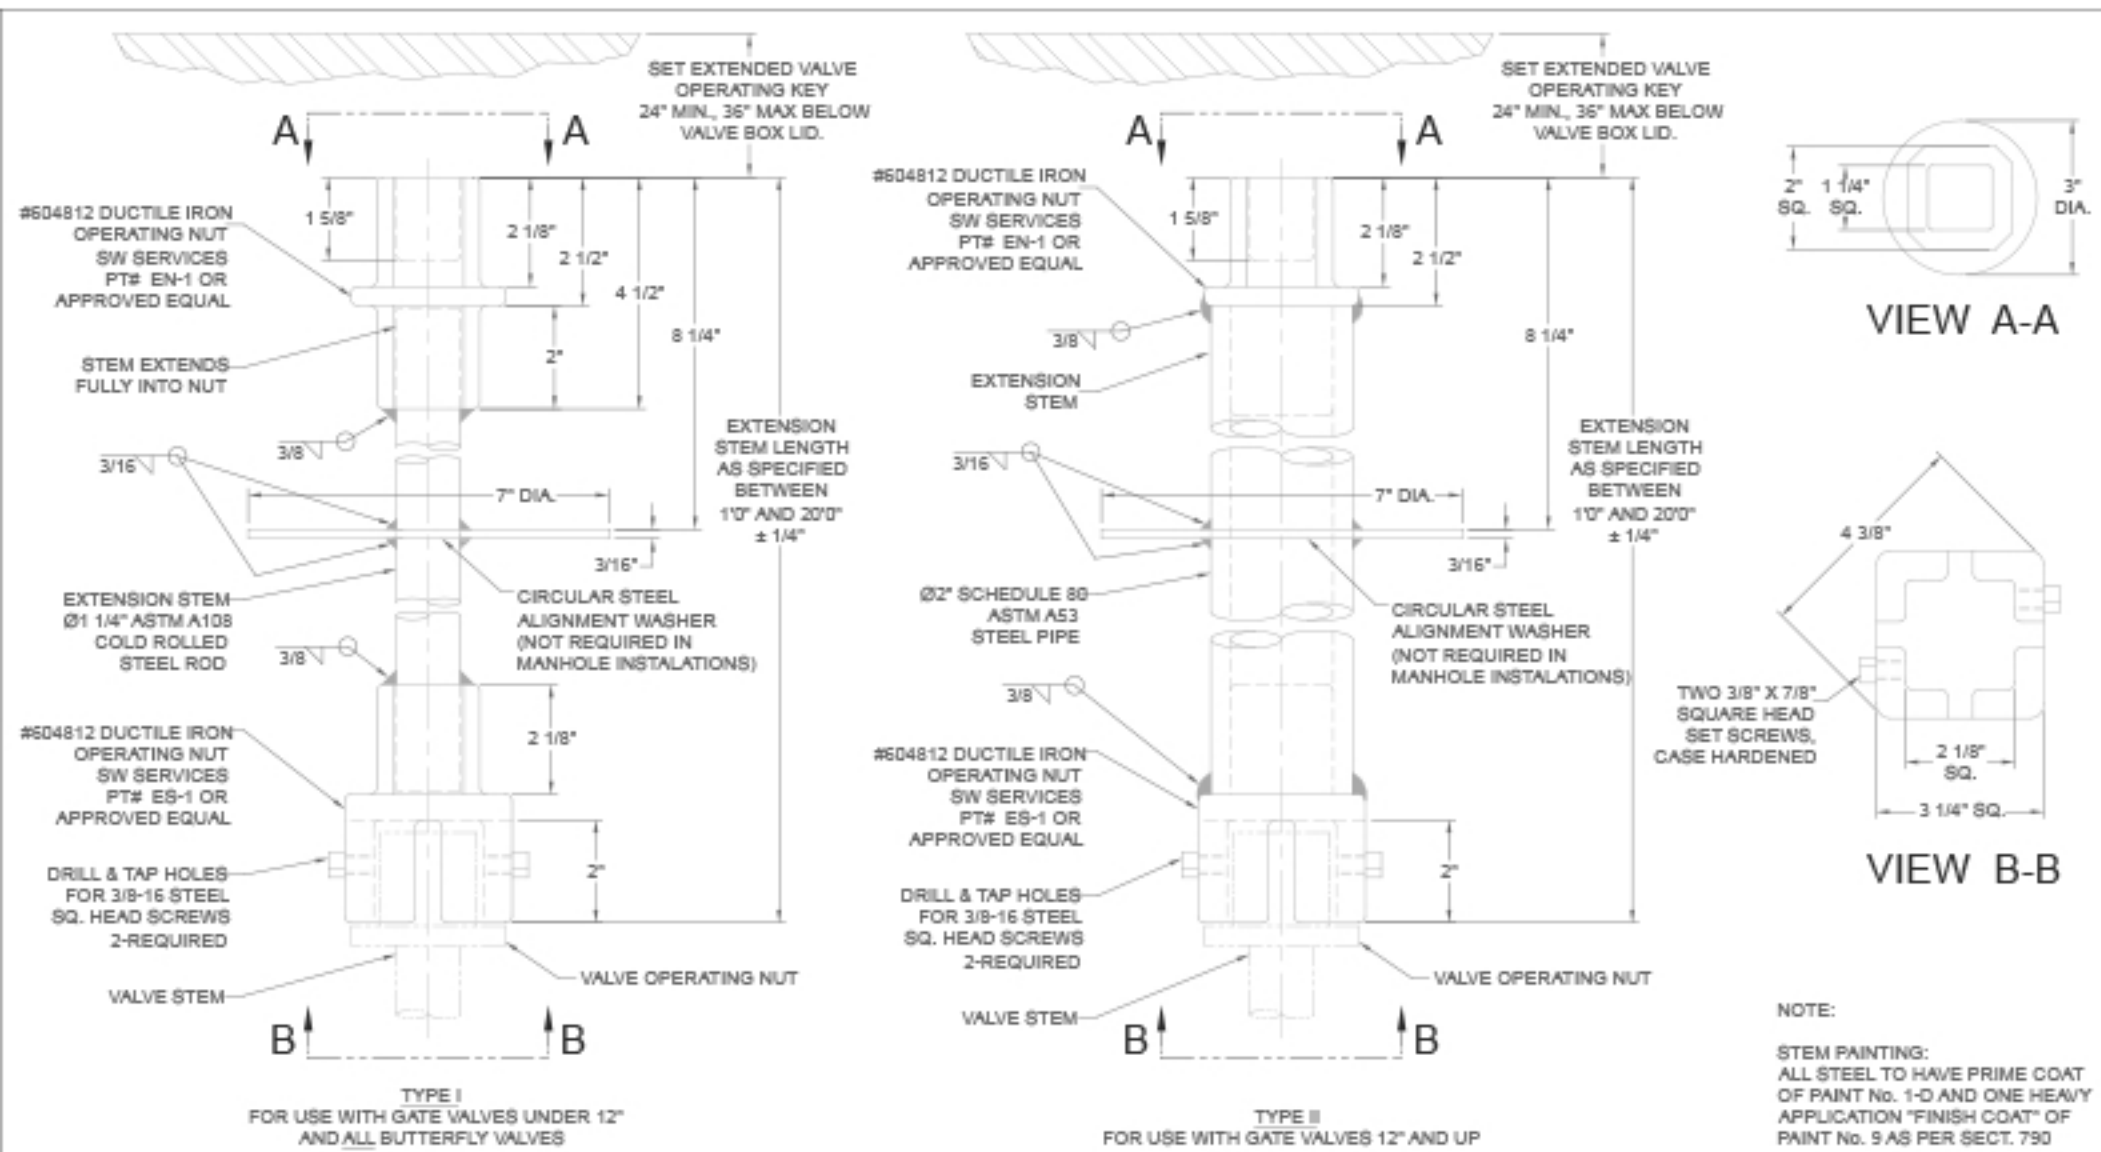 SET EXTENDED VALVE
OPERATING KEY
24" MIN., 36" MAX BELOW
VALVE BOX LID.
A
A
#604812 DUCTILE IRON
OPERATING NUT
SW SERVICES
PT# EN-1 OR
APPROVED EQUAL
1 5/8"
2 1/8"
2 1/2"
4 1/2"
8 1/4"
STEM EXTENDS
FULLY INTO NUT
2"
3/8
3/16
7" DIA.
EXTENSION
STEM LENGTH
AS SPECIFIED
BETWEEN
1'0" AND 20'0"
± 1/4"
3/16"
EXTENSION STEM
Ø1 1/4" ASTM A108
COLD ROLLED
STEEL ROD
CIRCULAR STEEL
ALIGNMENT WASHER
(NOT REQUIRED IN
MANHOLE INSTALATIONS)
3/8
#604812 DUCTILE IRON
OPERATING NUT
SW SERVICES
PT# ES-1 OR
APPROVED EQUAL
2 1/8"
DRILL & TAP HOLES
FOR 3/8-16 STEEL
SQ. HEAD SCREWS
2-REQUIRED
2"
VALVE STEM
VALVE OPERATING NUT
B
B
TYPE I
FOR USE WITH GATE VALVES UNDER 12"
AND ALL BUTTERFLY VALVES
SET EXTENDED VALVE
OPERATING KEY
24" MIN., 36" MAX BELOW
VALVE BOX LID.
A
A
#604812 DUCTILE IRON
OPERATING NUT
SW SERVICES
PT# EN-1 OR
APPROVED EQUAL
1 5/8"
2 1/8"
2 1/2"
8 1/4"
3/8
EXTENSION
STEM
3/16
7" DIA.
EXTENSION
STEM LENGTH
AS SPECIFIED
BETWEEN
1'0" AND 20'0"
± 1/4"
3/16"
Ø2" SCHEDULE 80
ASTM A53
STEEL PIPE
CIRCULAR STEEL
ALIGNMENT WASHER
(NOT REQUIRED IN
MANHOLE INSTALATIONS)
3/8
#604812 DUCTILE IRON
OPERATING NUT
SW SERVICES
PT# ES-1 OR
APPROVED EQUAL
DRILL & TAP HOLES
FOR 3/8-16 STEEL
SQ. HEAD SCREWS
2-REQUIRED
2"
VALVE STEM
VALVE OPERATING NUT
B
B
TYPE II
FOR USE WITH GATE VALVES 12" AND UP
2"
SQ.
1 1/4"
SQ.
3"
DIA.
VIEW A-A
4 3/8"
TWO 3/8" X 7/8"
SQUARE HEAD
SET SCREWS,
CASE HARDENED
2 1/8"
SQ.
3 1/4" SQ.
VIEW B-B
NOTE:
STEM PAINTING:
ALL STEEL TO HAVE PRIME COAT
OF PAINT No. 1-D AND ONE HEAVY
APPLICATION "FINISH COAT" OF
PAINT No. 9 AS PER SECT. 790